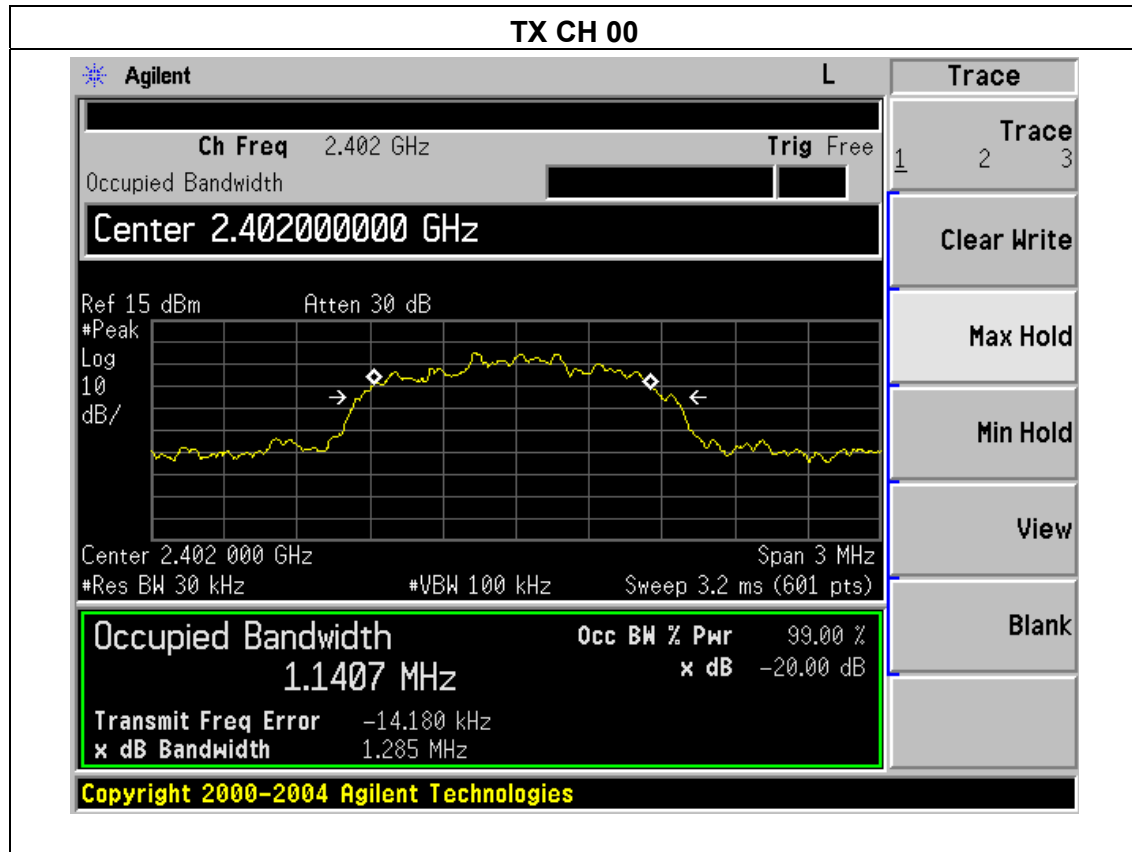 TX CH 00
Agilent L Trace
Ch Freq 2.402 GHz Trig Free
Occupied Bandwidth
Center 2.402000000 GHz
Trace
1 2 3
Clear Write
Max Hold
Min Hold
View
Blank
Ref 15 dBm Atten 30 dB
#Peak
Log
10
dB/
Center 2.402 000 GHz Span 3 MHz
#Res BW 30 kHz #VBW 100 kHz Sweep 3.2 ms (601 pts)
Occupied Bandwidth Occ BW % Pwr 99.00 %
1.1407 MHz x dB -20.00 dB
Transmit Freq Error -14.180 kHz
x dB Bandwidth 1.285 MHz
Copyright 2000-2004 Agilent Technologies